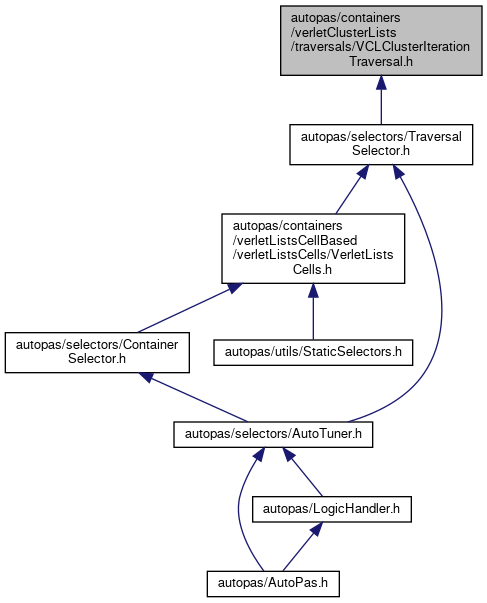 autopas/containers
/verletClusterLists
/traversals/VCLClusterIteration
Traversal.h
autopas/selectors/Traversal
Selector.h
autopas/containers
/verletListsCellBased
/verletListsCells/VerletLists
Cells.h
autopas/selectors/Container
Selector.h
autopas/utils/StaticSelectors.h
autopas/selectors/AutoTuner.h
autopas/LogicHandler.h
autopas/AutoPas.h